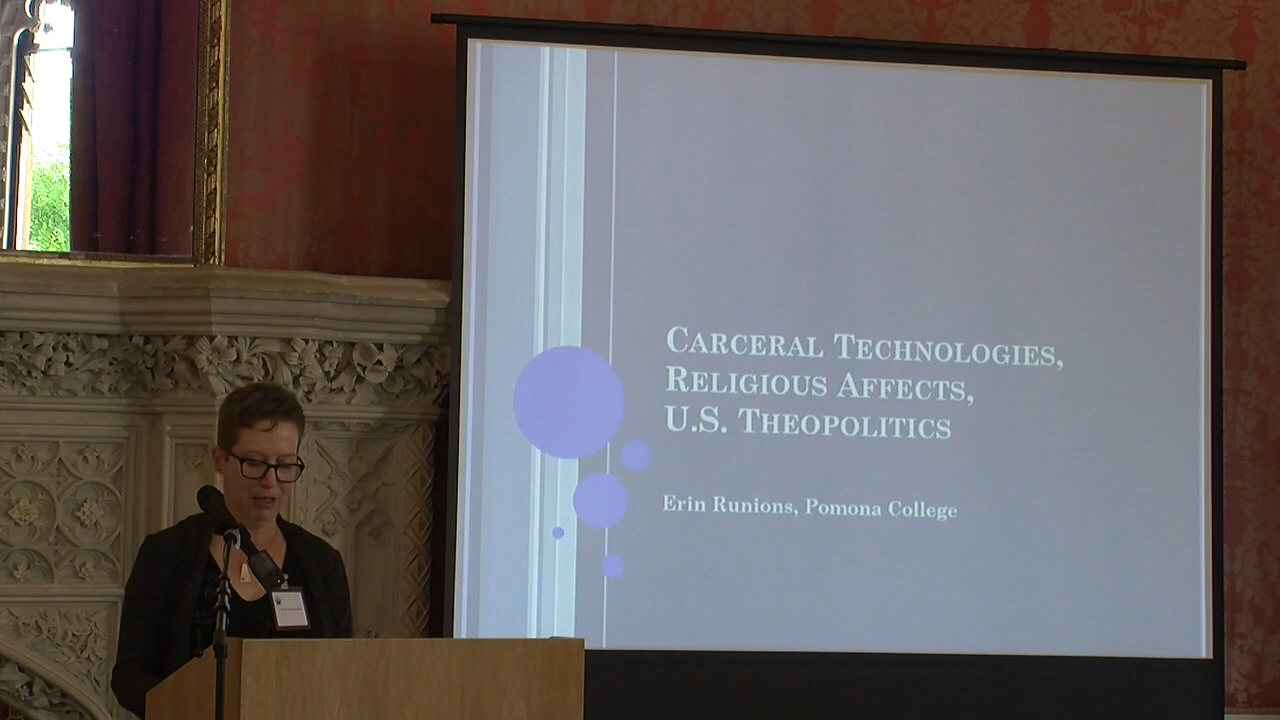 Carceral Technologies,
Religious Affects,
U.S. Theopolitics
Erin Runions, Pomona College